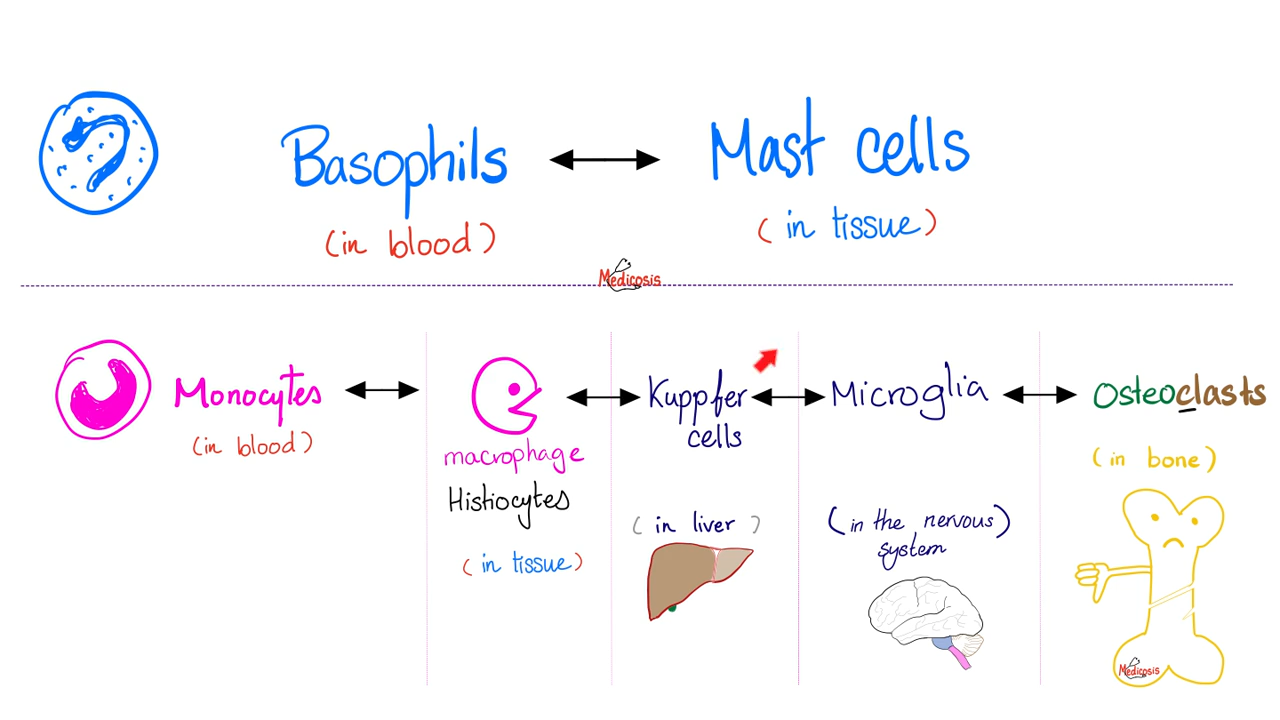 Basophils
Mast cells
(in blood)
(in tissue)
Medicosis
Monocytes
(in blood)
macrophage
Histiocytes
(in tissue)
Kuppfer
cells
(in liver)
Microglia
(in the nervous)
system
Osteoclasts
(in bone)
Medicosis